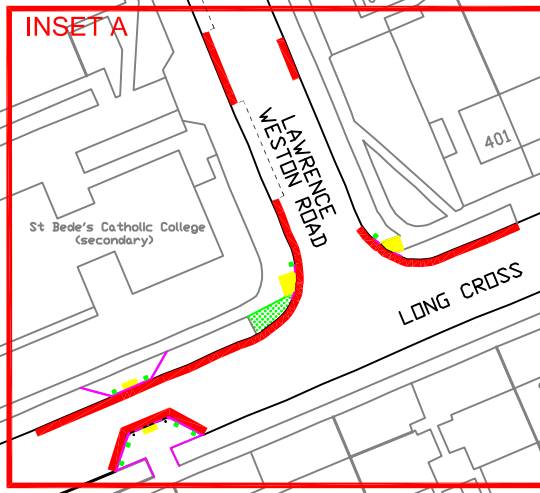 INSET A
LAWRENCE
WESTON ROAD
401
St Bede's Catholic College
(secondary)
LONG CROSS